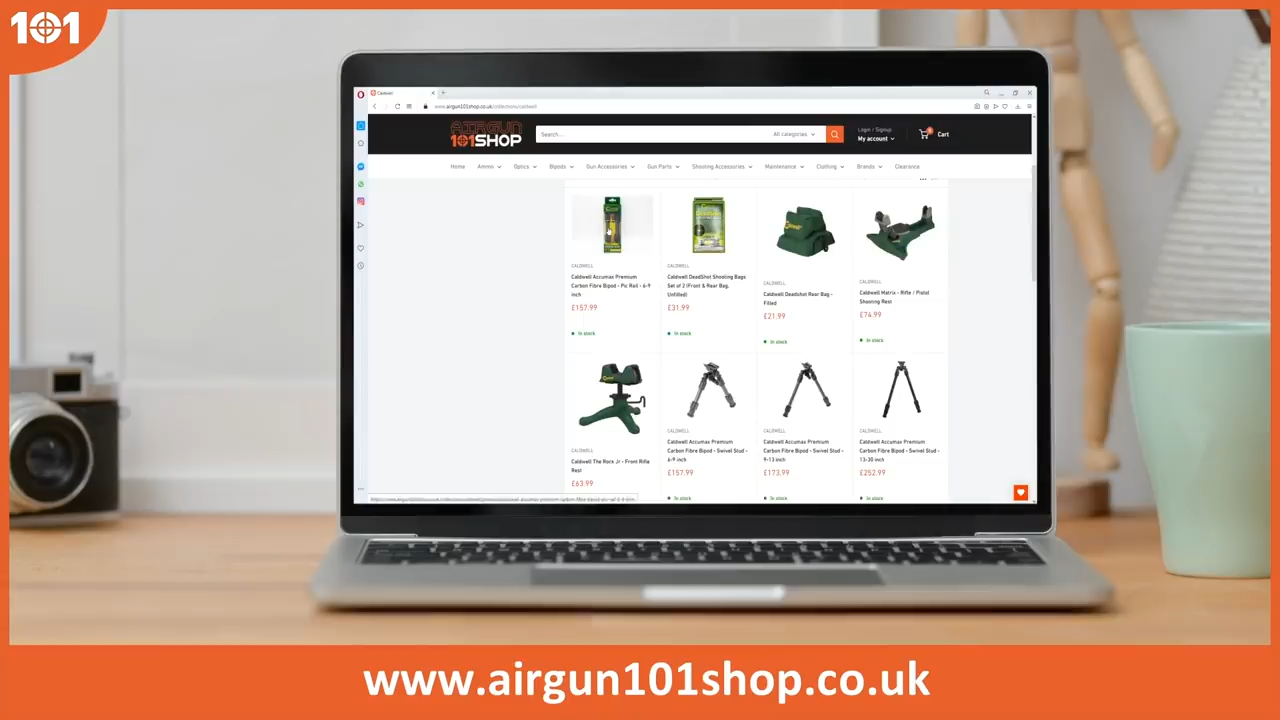 101
Caldwell
www.airgun101shop.co.uk/collections/caldwell
AIRGUN
101SHOP
Search...
All categories
Login / Signup
My account
Cart
Home
Ammo
Optics
Bipods
Gun Accessories
Gun Parts
Shooting Accessories
Maintenance
Clothing
Brands
Clearance
CALDWELL
Caldwell Accumax Premium
Carbon Fibre Bipod - Pic Rail - 6-9
inch
£157.99
In stock
CALDWELL
Caldwell DeadShot Shooting Bags
Set of 2 (Front & Rear Bag,
Unfilled)
£31.99
In stock
CALDWELL
Caldwell Deadshot Rear Bag -
Filled
£21.99
In stock
CALDWELL
Caldwell Matrix - Rifle / Pistol
Shooting Rest
£74.99
In stock
CALDWELL
Caldwell The Rock Jr - Front Rifle
Rest
£63.99
CALDWELL
Caldwell Accumax Premium
Carbon Fibre Bipod - Swivel Stud -
6-9 inch
£157.99
In stock
CALDWELL
Caldwell Accumax Premium
Carbon Fibre Bipod - Swivel Stud -
9-13 inch
£173.99
In stock
CALDWELL
Caldwell Accumax Premium
Carbon Fibre Bipod - Swivel Stud -
13-30 inch
£252.99
In stock
www.airgun101shop.co.uk